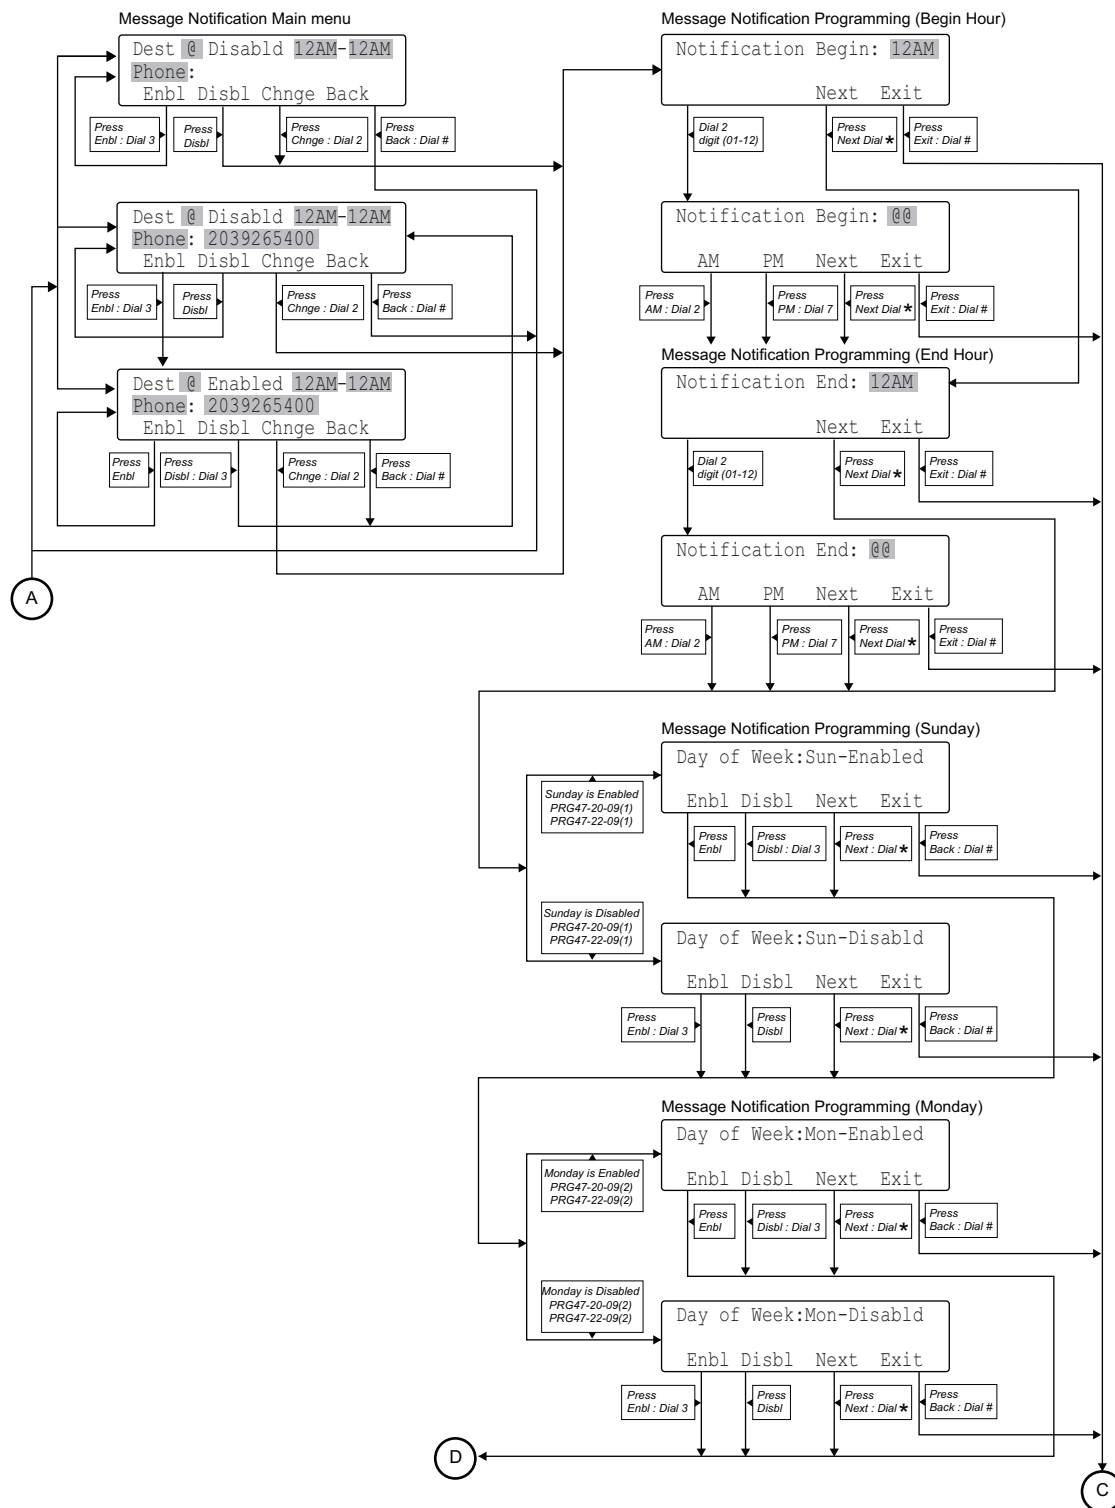 Message Notification Main menu
Dest @ Disabld 12AM-12AM
Phone:
Enbl Disbl Chnge Back
Press
Enbl : Dial 3
Press
Disbl
Press
Chnge : Dial 2
Press
Back : Dial #
Dest @ Disabld 12AM-12AM
Phone: 2039265400
Enbl Disbl Chnge Back
Press
Enbl : Dial 3
Press
Disbl
Press
Chnge : Dial 2
Press
Back : Dial #
Dest @ Enabled 12AM-12AM
Phone: 2039265400
Enbl Disbl Chnge Back
Press
Enbl
Press
Disbl : Dial 3
Press
Chnge : Dial 2
Press
Back : Dial #
A
Message Notification Programming (Begin Hour)
Notification Begin: 12AM
Next Exit
Dial 2
digit (01-12)
Press
Next Dial *
Press
Exit : Dial #
Notification Begin: @@
AM PM Next Exit
Press
AM : Dial 2
Press
PM : Dial 7
Press
Next Dial *
Press
Exit : Dial #
Message Notification Programming (End Hour)
Notification End: 12AM
Next Exit
Dial 2
digit (01-12)
Press
Next Dial *
Press
Exit : Dial #
Notification End: @@
AM PM Next Exit
Press
AM : Dial 2
Press
PM : Dial 7
Press
Next Dial *
Press
Exit : Dial #
Message Notification Programming (Sunday)
Day of Week:Sun-Enabled
Enbl Disbl Next Exit
Sunday is Enabled
PRG47-20-09(1)
PRG47-22-09(1)
Press
Enbl
Press
Disbl : Dial 3
Press
Next : Dial *
Press
Back : Dial #
Sunday is Disabled
PRG47-20-09(1)
PRG47-22-09(1)
Day of Week:Sun-Disabld
Enbl Disbl Next Exit
Press
Enbl : Dial 3
Press
Disbl
Press
Next : Dial *
Press
Back : Dial #
Message Notification Programming (Monday)
Day of Week:Mon-Enabled
Enbl Disbl Next Exit
Monday is Enabled
PRG47-20-09(2)
PRG47-22-09(2)
Press
Enbl
Press
Disbl : Dial 3
Press
Next : Dial *
Press
Back : Dial #
Monday is Disabled
PRG47-20-09(2)
PRG47-22-09(2)
Day of Week:Mon-Disabld
Enbl Disbl Next Exit
Press
Enbl : Dial 3
Press
Disbl
Press
Next : Dial *
Press
Back : Dial #
D
C